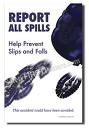 REPORT
ALL SPILLS
Help Prevent
Slips and Falls
This accident could have been avoided.